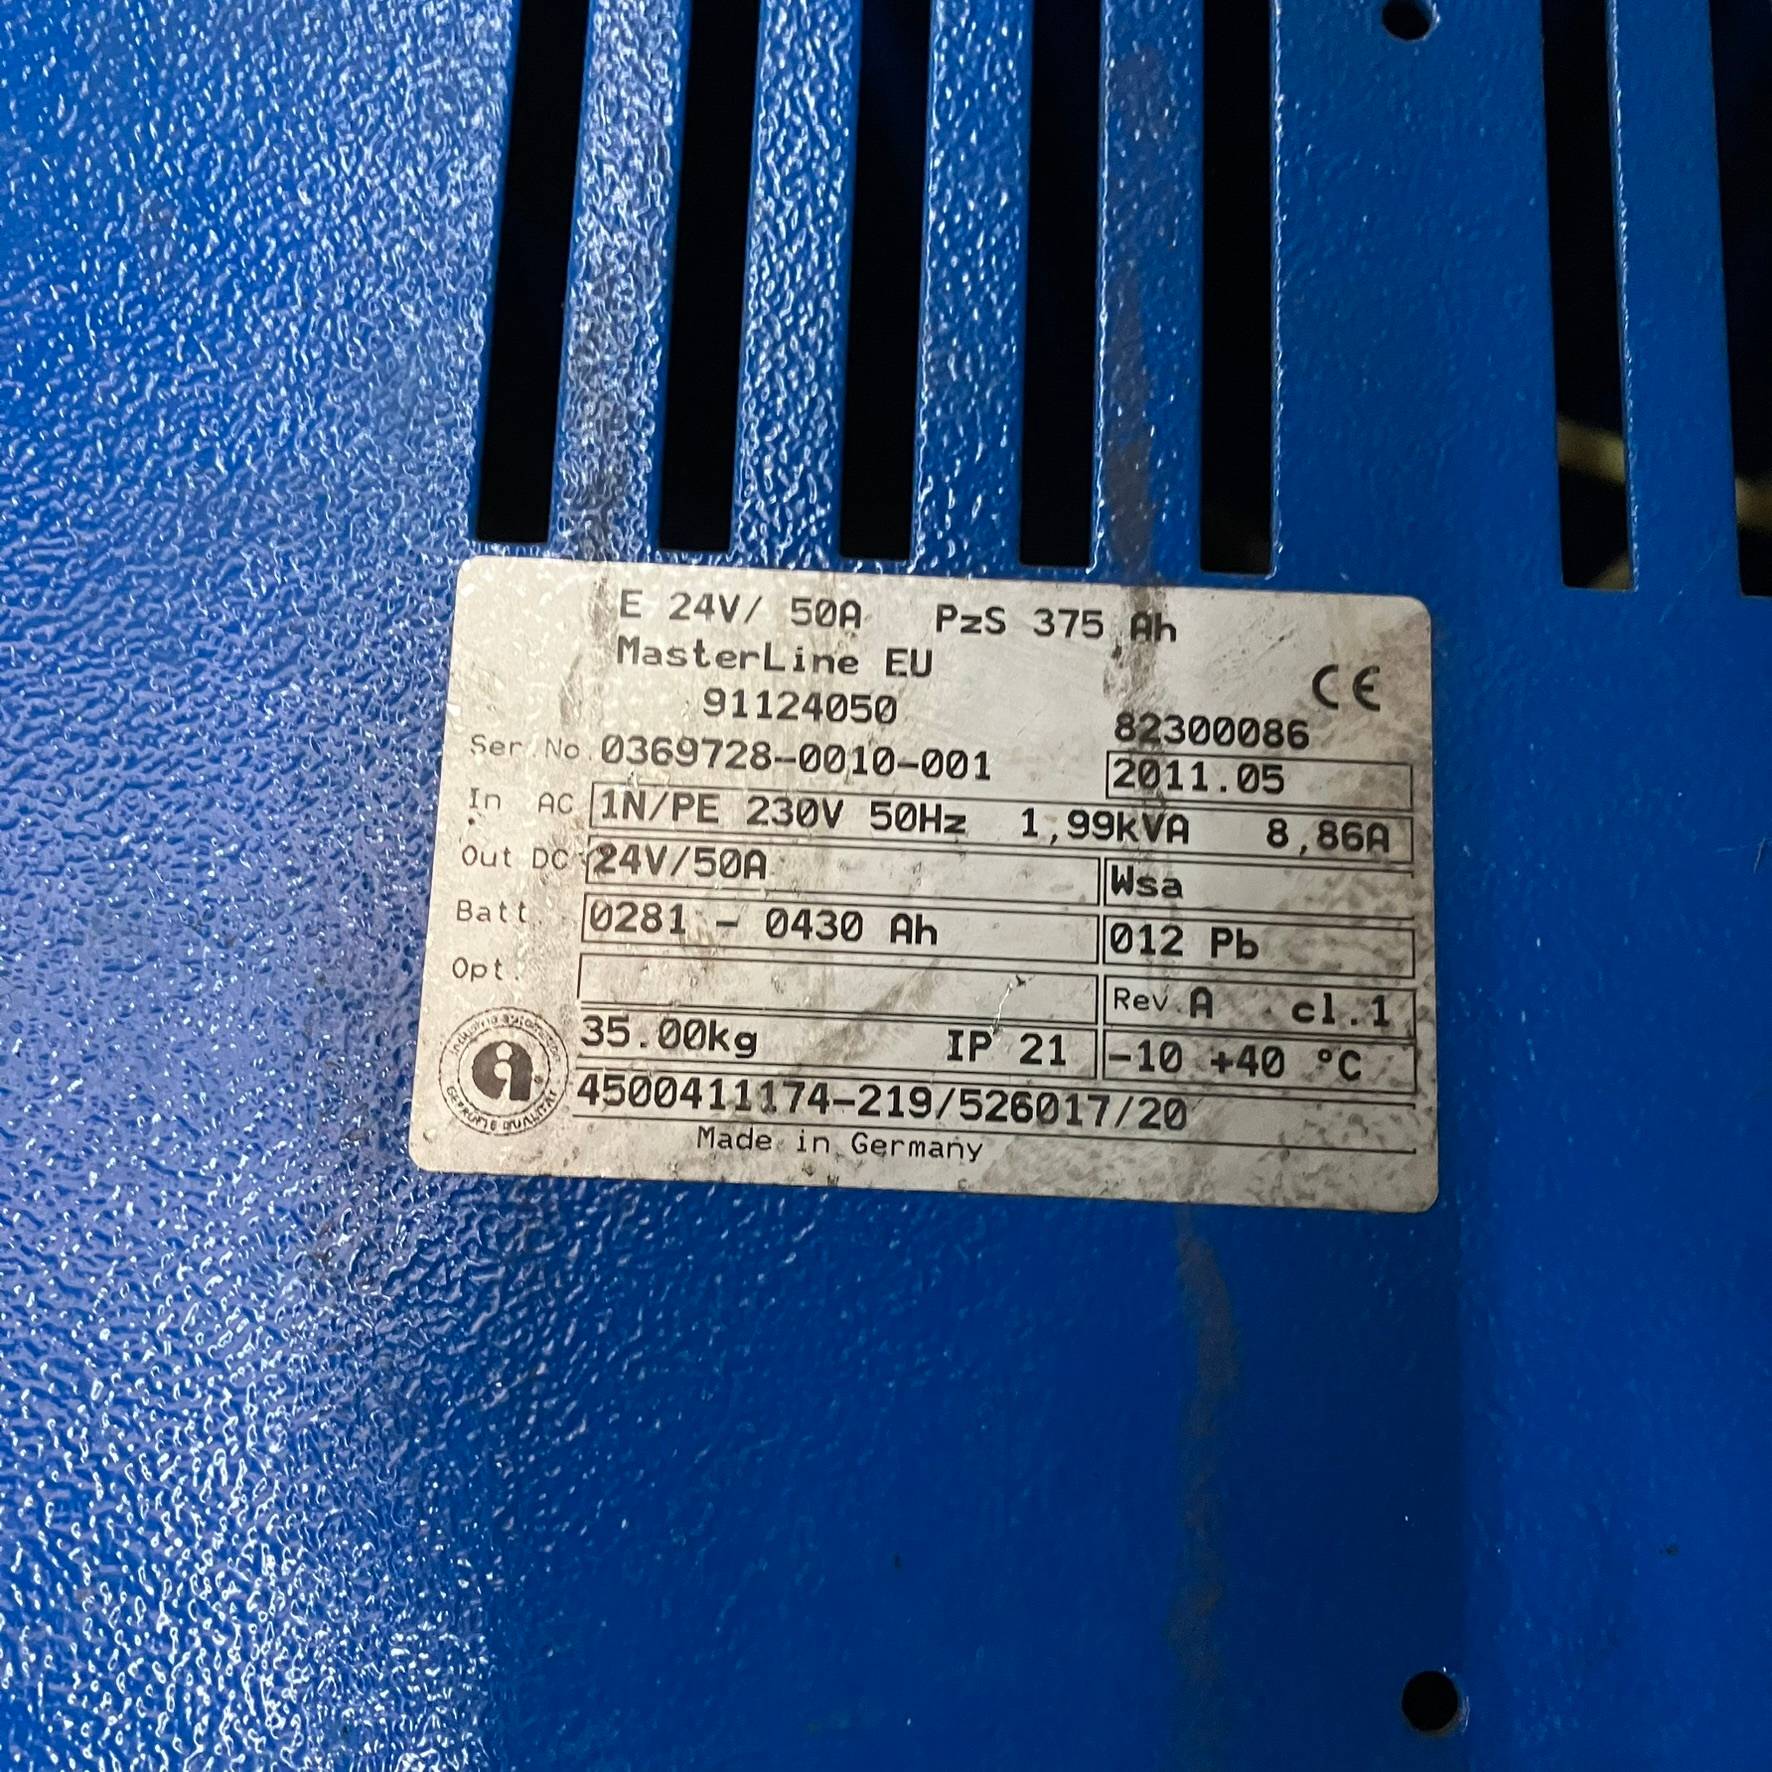 E 24V/ 50A PzS 375 Ah
MasterLine EU
CE
91124050
82300086
Ser.No. 0369728-0010-001
2011.05
In AC 1N/PE 230V 50Hz 1,99kVA 8,86A
Out DC 24V/50A Wsa
Batt. 0281 - 0430 Ah 012 Pb
Opt. Rev. A cl.1
35.00kg IP 21 -10 +40 °C
4500411174-219/526017/20
Made in Germany